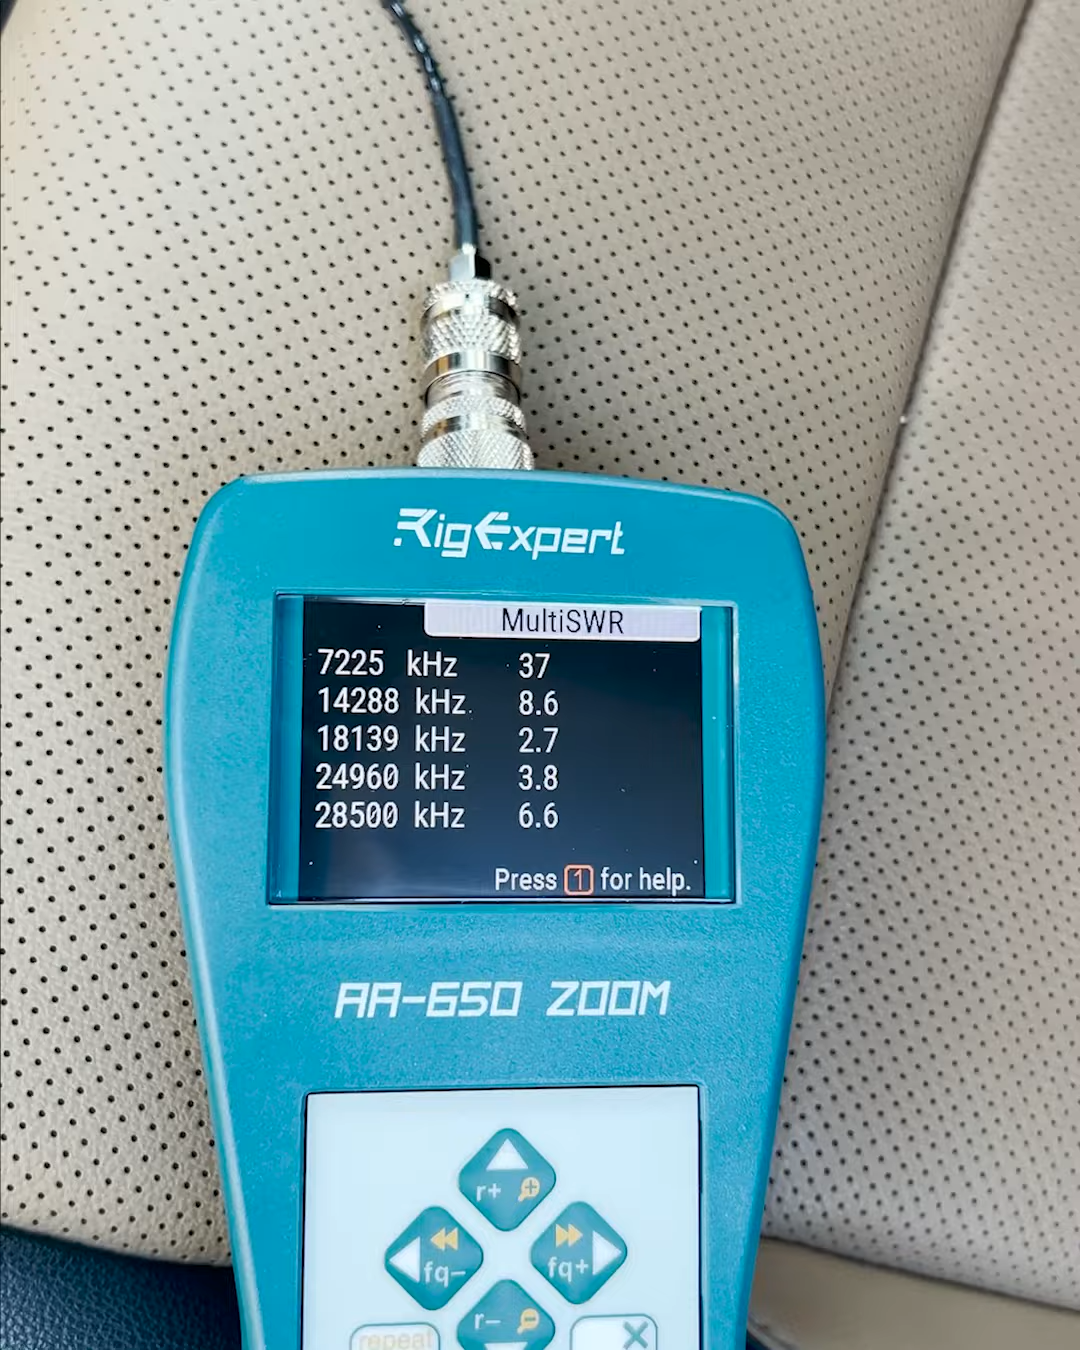 RigExpert
MultiSWR
7225 kHz 37
14288 kHz 8.6
18139 kHz 2.7
24960 kHz 3.8
28500 kHz 6.6
Press 1 for help.
AA-650 ZOOM
r+
fq-
fq+
r-
repeat